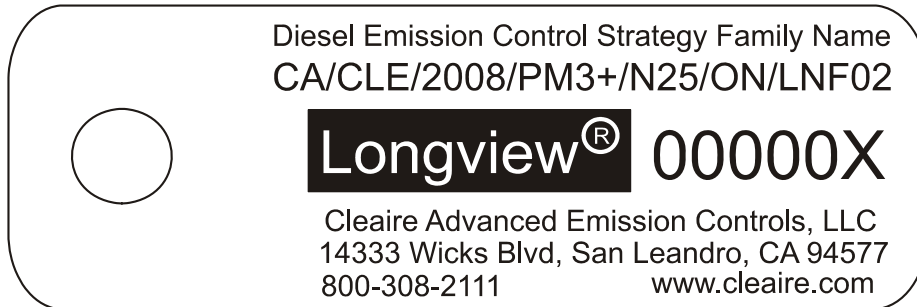 Diesel Emission Control Strategy Family Name
CA/CLE/2008/PM3+/N25/ON/LNF02
Longview® 00000X
Cleaire Advanced Emission Controls, LLC
14333 Wicks Blvd, San Leandro, CA 94577
800-308-2111 www.cleaire.com